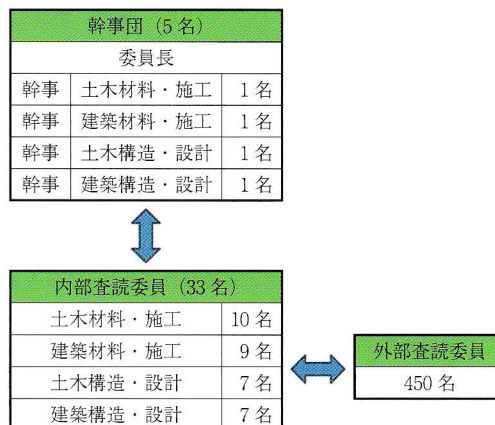 幹事団(5名)
委員長
幹事 土木材料・施工 1名
幹事 建築材料・施工 1名
幹事 土木構造・設計 1名
幹事 建築構造・設計 1名
内部査読委員(33名)
土木材料・施工 10名
建築材料・施工 9名
土木構造・設計 7名
建築構造・設計 7名
外部査読委員
450名